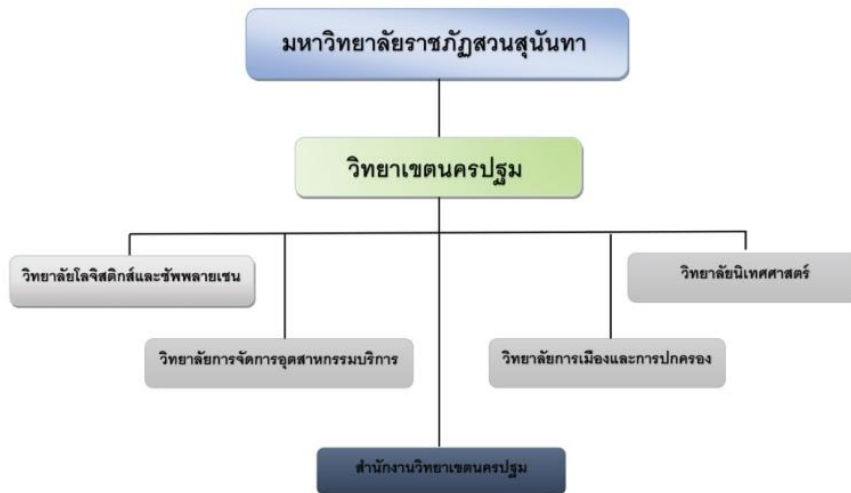 มหาวิทยาลัยราชภัฏสวนสุนันทา
วิทยาเขตนครปฐม
วิทยาลัยโลจิสติกส์และซัพพลายเชน
วิทยาลัยนิเทศศาสตร์
วิทยาลัยการจัดการอุตสาหกรรมบริการ
วิทยาลัยการเมืองและการปกครอง
สำนักงานวิทยาเขตนครปฐม